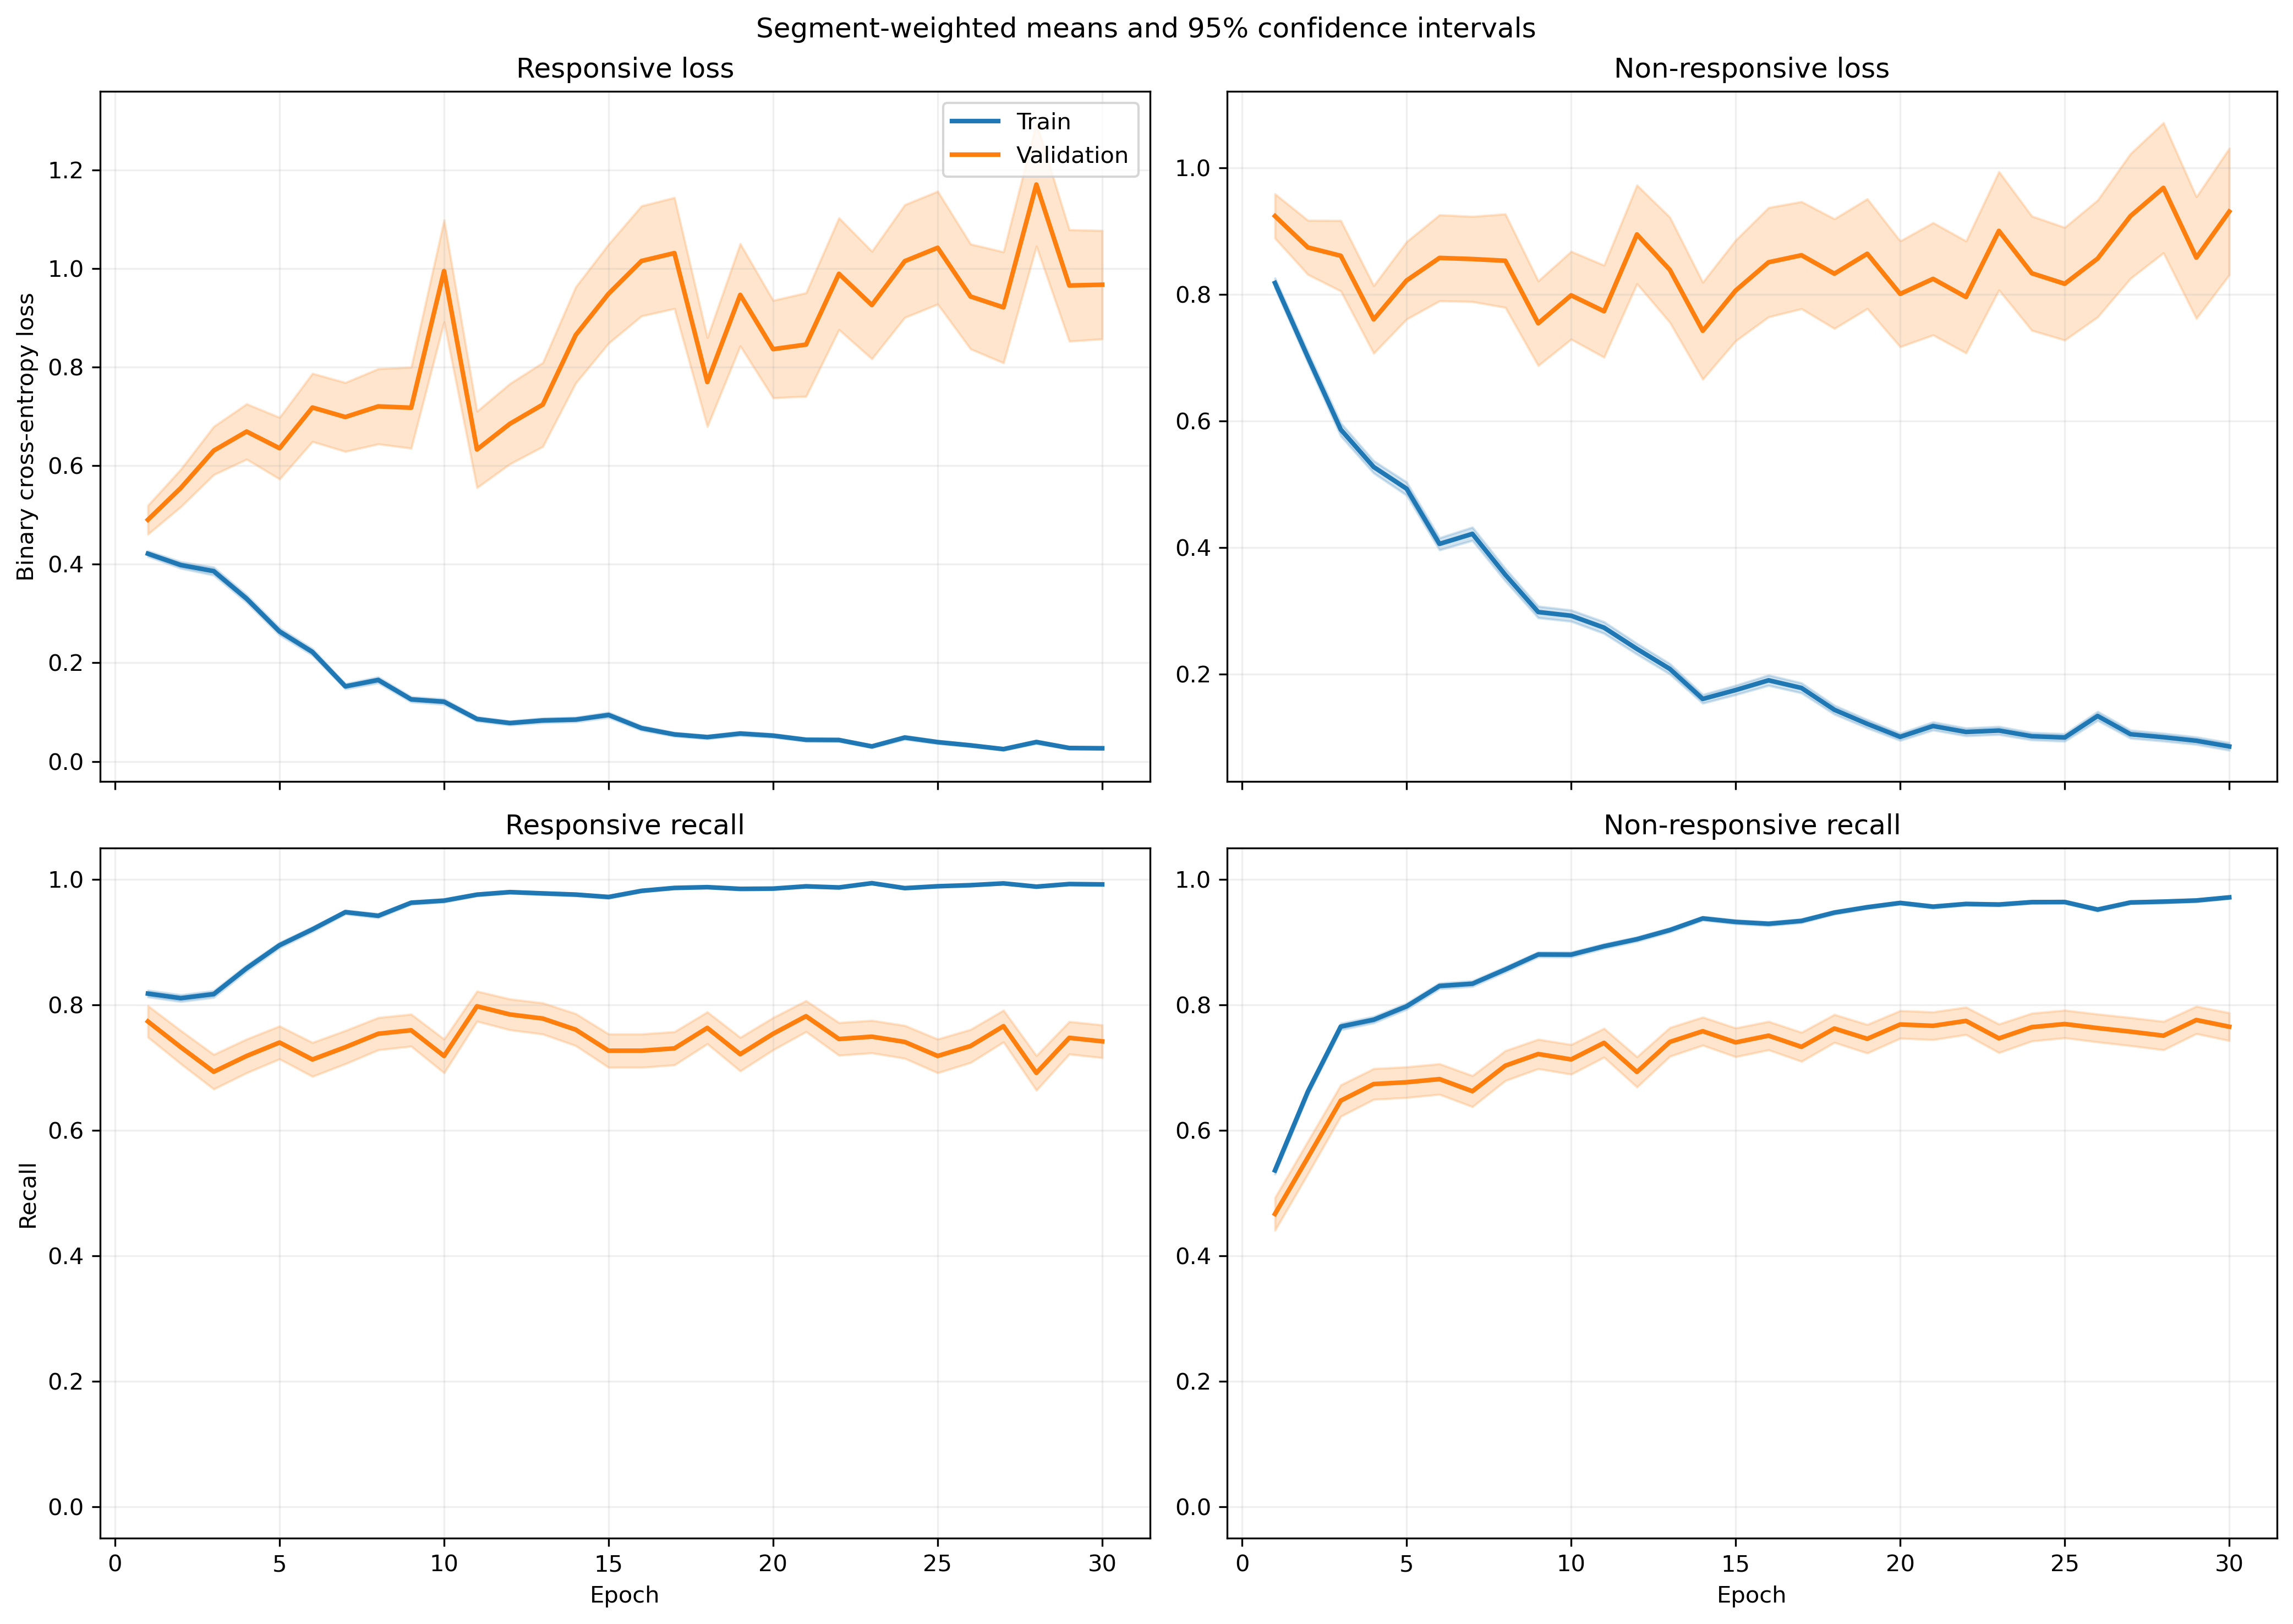 Segment-weighted means and 95% confidence intervals
Responsive loss
Non-responsive loss
Train
Validation
Binary cross-entropy loss
1.2
1.0
0.8
0.6
0.4
0.2
0.0
1.0
0.8
0.6
0.4
0.2
Responsive recall
Non-responsive recall
Recall
1.0
0.8
0.6
0.4
0.2
0.0
0 5 10 15 20 25 30
Epoch
1.0
0.8
0.6
0.4
0.2
0.0
0 5 10 15 20 25 30
Epoch